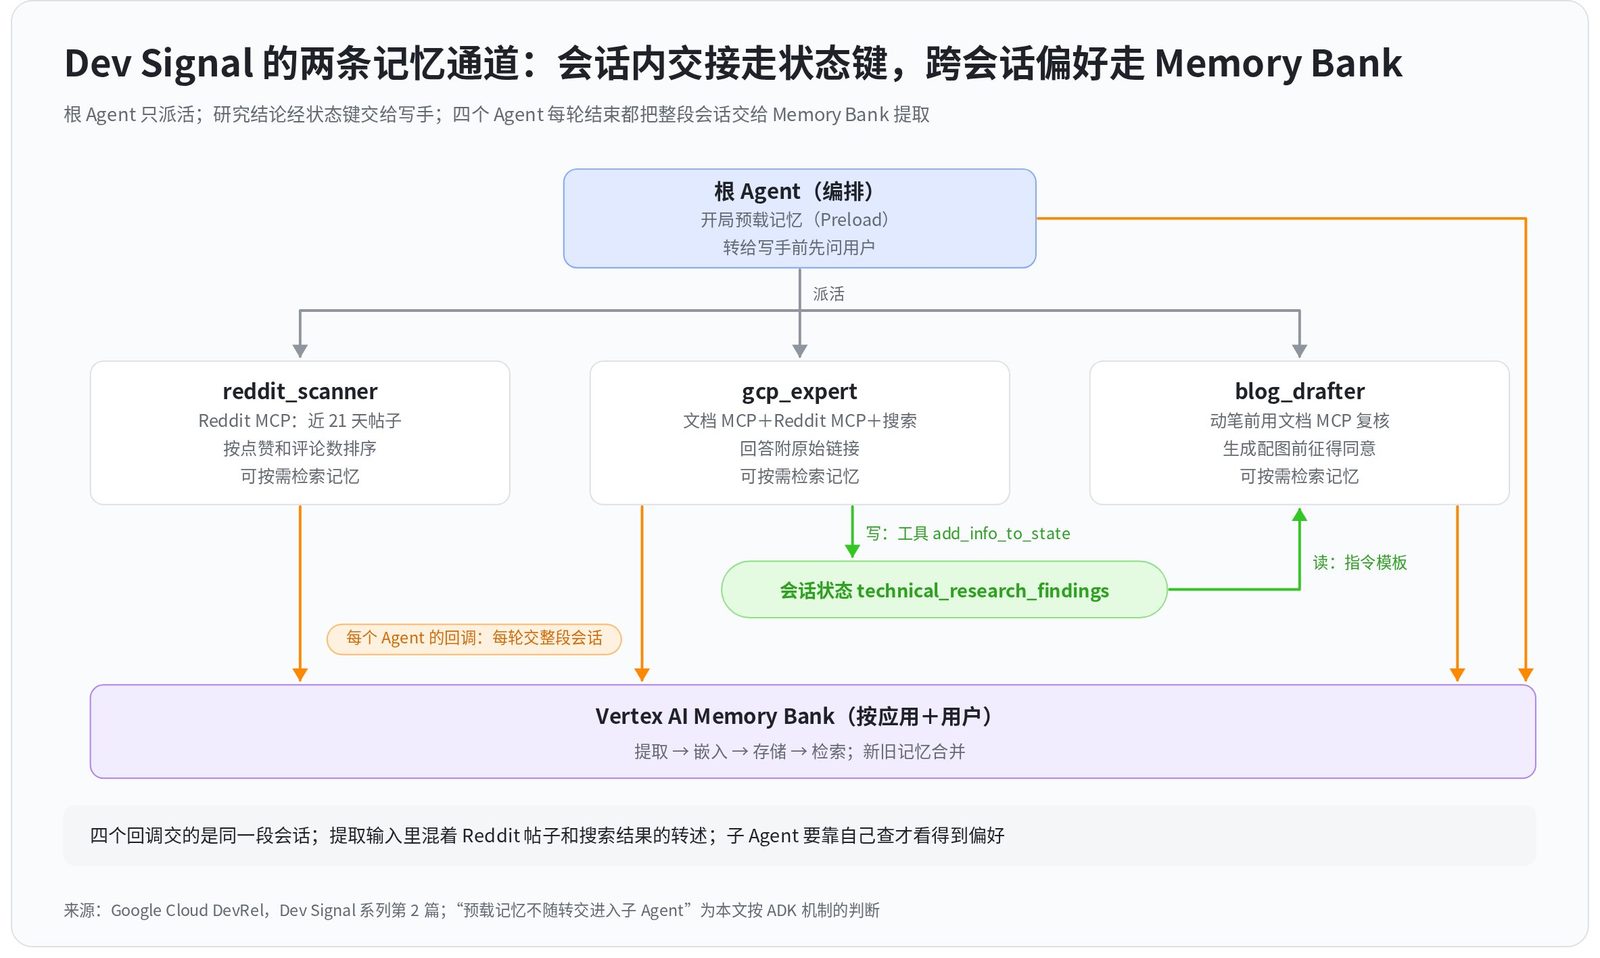 Dev Signal 的两条记忆通道：会话内交接走状态键，跨会话偏好走 Memory Bank
根 Agent 只派活；研究结论经状态键交给写手；四个 Agent 每轮结束都把整段会话交给 Memory Bank 提取
根 Agent（编排）
开局预载记忆（Preload）
转给写手前先问用户
派活
reddit_scanner
Reddit MCP：近 21 天帖子
按点赞和评论数排序
可按需检索记忆
gcp_expert
文档 MCP＋Reddit MCP＋搜索
回答附原始链接
可按需检索记忆
blog_drafter
动笔前用文档 MCP 复核
生成配图前征得同意
可按需检索记忆
写：工具 add_info_to_state
读：指令模板
会话状态 technical_research_findings
每个 Agent 的回调：每轮交整段会话
Vertex AI Memory Bank（按应用＋用户）
提取 → 嵌入 → 存储 → 检索；新旧记忆合并
四个回调交的是同一段会话；提取输入里混着 Reddit 帖子和搜索结果的转述；子 Agent 要靠自己查才看得到偏好
来源：Google Cloud DevRel，Dev Signal 系列第 2 篇；“预载记忆不随转交进入子 Agent”为本文按 ADK 机制的判断